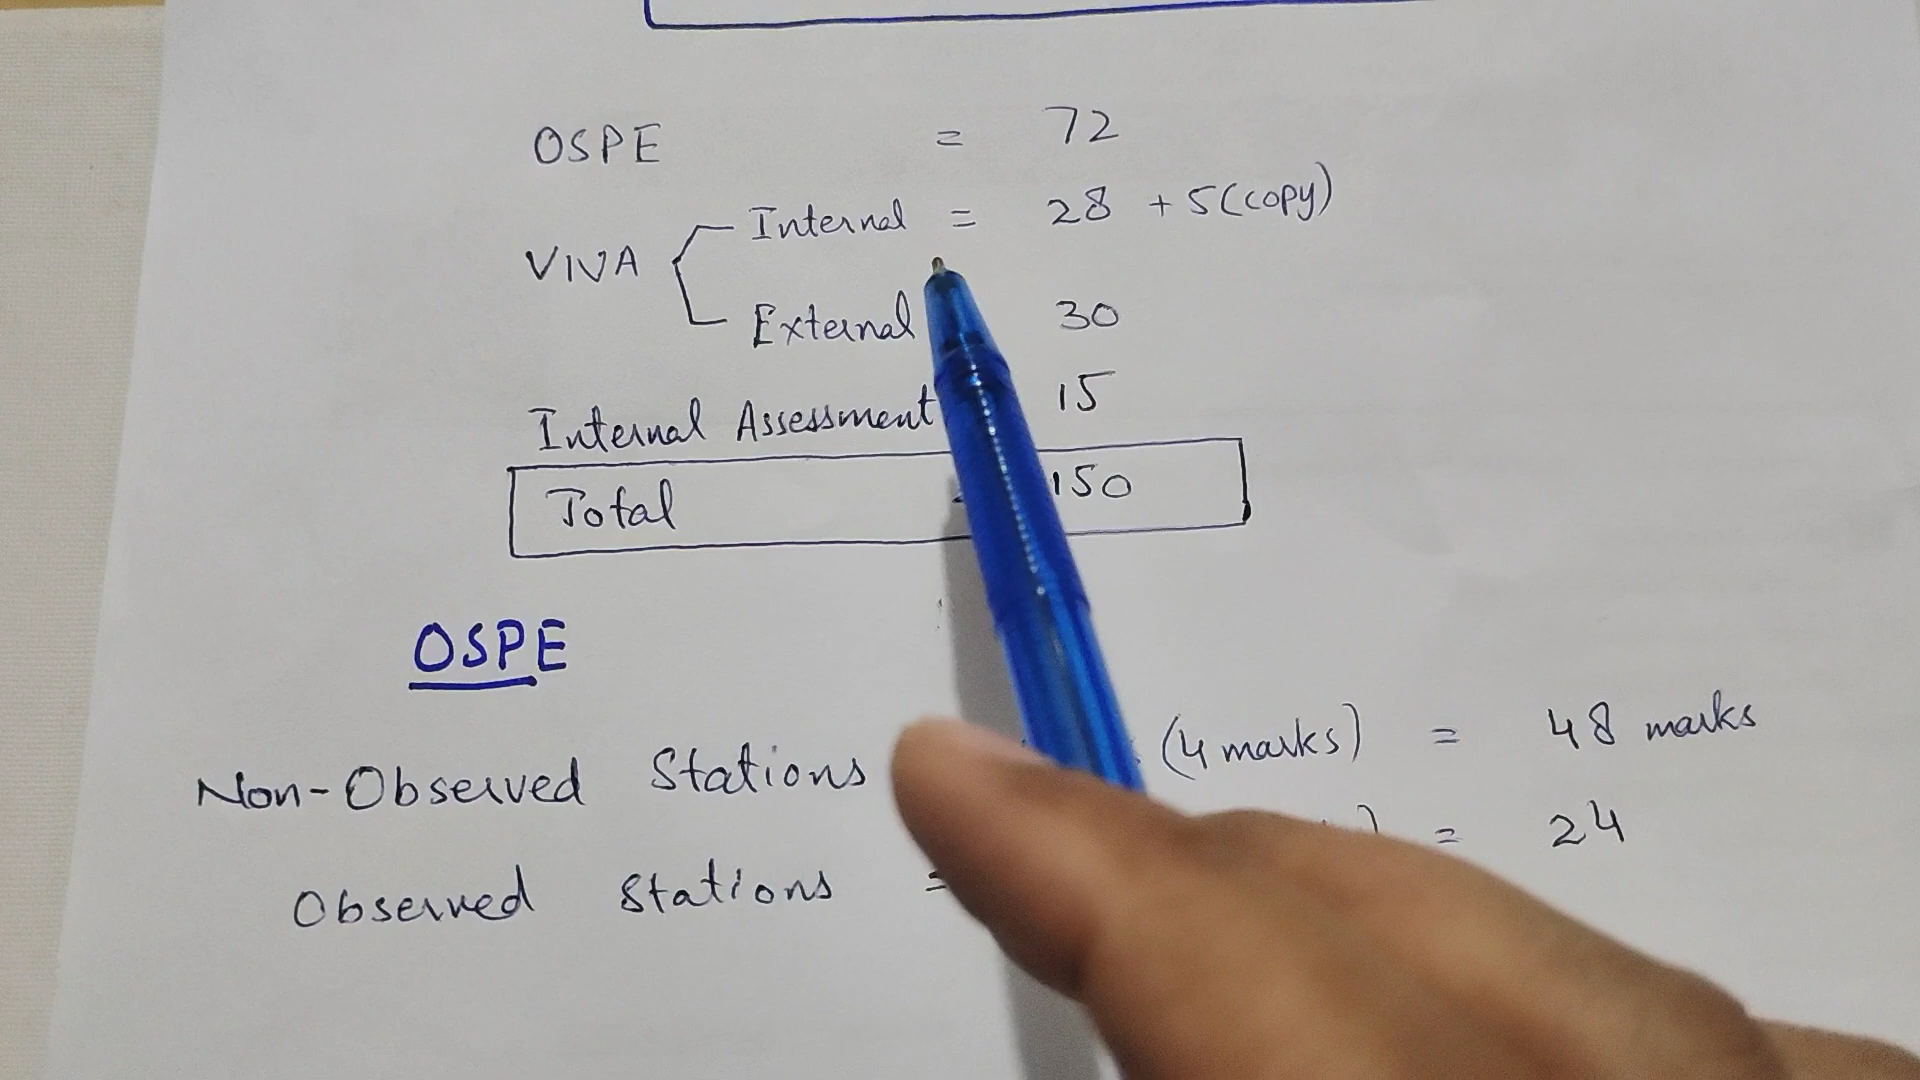 OSPE = 72
VIVA Internal = 28 + 5 (copy)
External 30
Internal Assessment 15
Total 150
OSPE
Non-Observed Stations (4 marks) = 48 marks
Observed Stations = ) = 24